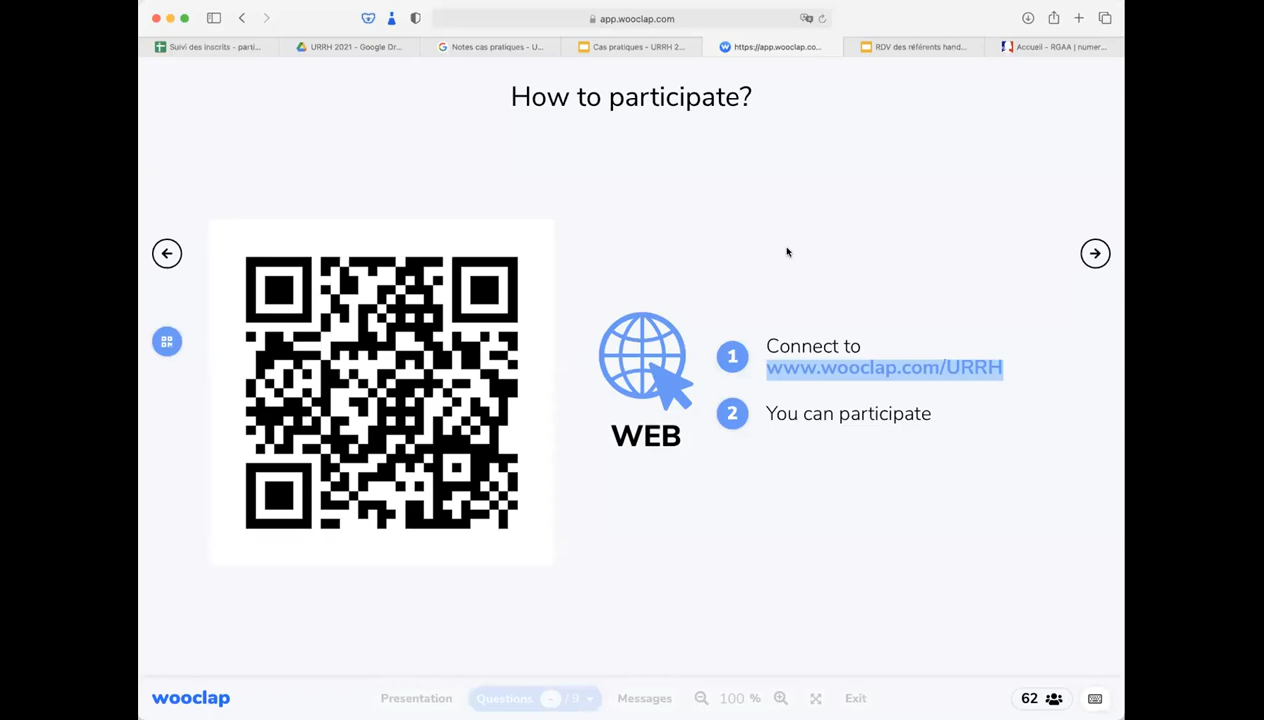 app.wooclap.com
Suivi des inscrits - parti...
URRH 2021 - Google Dr...
Notes cas pratiques - U...
Cas pratiques - URRH 2...
https://app.wooclap.co...
RDV des référents hand...
Accueil - RGAA | numer...
How to participate?
1 Connect to
www.wooclap.com/URRH
2 You can participate
WEB
wooclap
Presentation
Questions - / 9
Messages
100 %
Exit
62